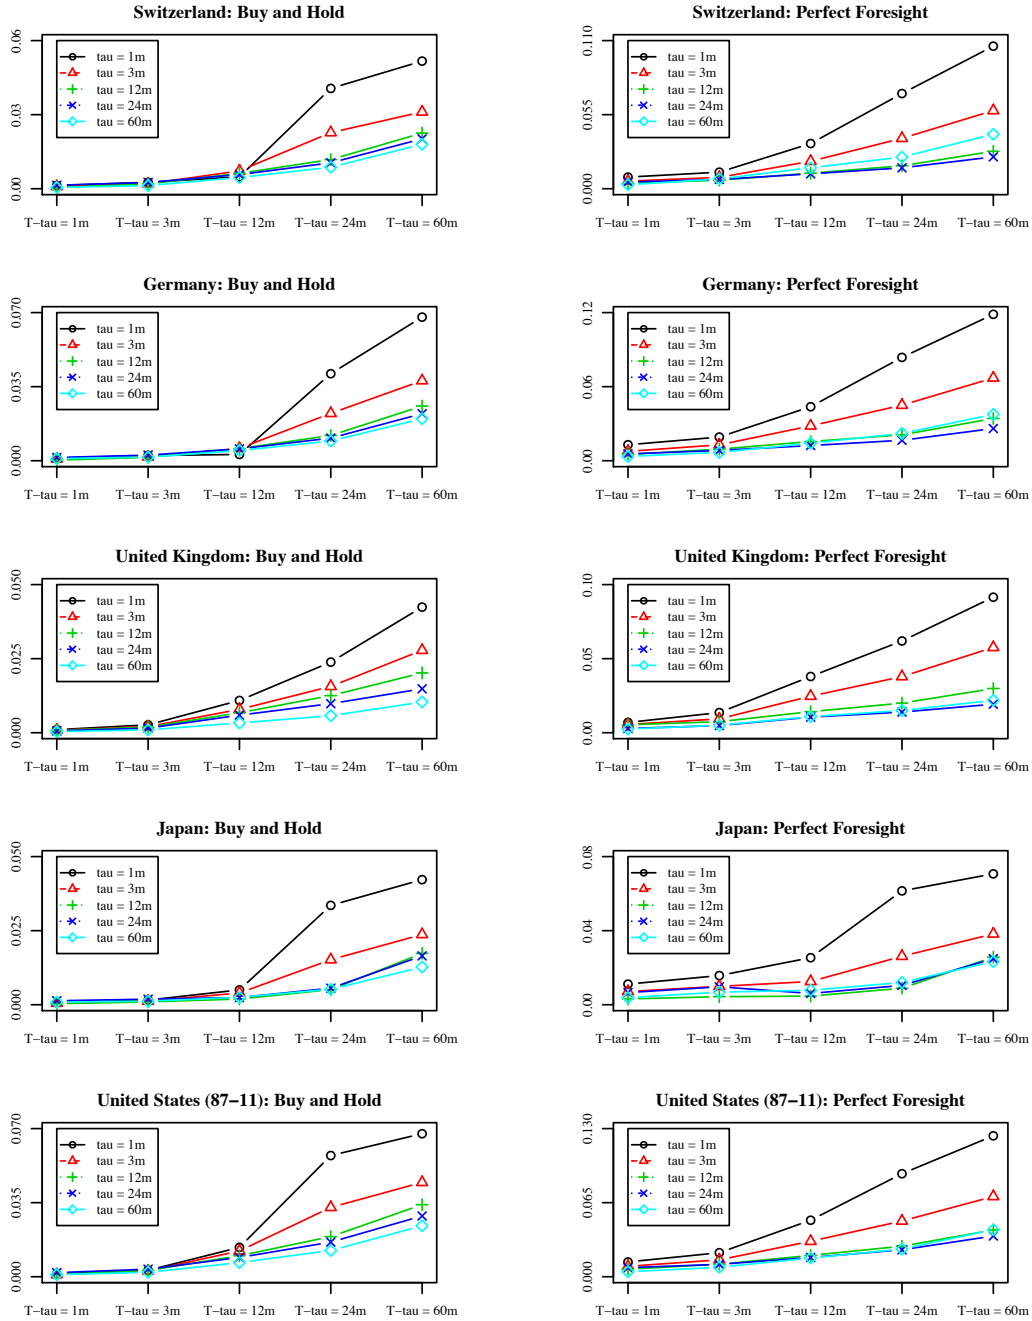 Switzerland: Buy and Hold
0.06
0.03
0.00
tau = 1m
tau = 3m
tau = 12m
tau = 24m
tau = 60m
T−tau = 1m T−tau = 3m T−tau = 12m T−tau = 24m T−tau = 60m
Switzerland: Perfect Foresight
0.110
0.055
0.000
tau = 1m
tau = 3m
tau = 12m
tau = 24m
tau = 60m
T−tau = 1m T−tau = 3m T−tau = 12m T−tau = 24m T−tau = 60m
Germany: Buy and Hold
0.070
0.035
0.000
tau = 1m
tau = 3m
tau = 12m
tau = 24m
tau = 60m
T−tau = 1m T−tau = 3m T−tau = 12m T−tau = 24m T−tau = 60m
Germany: Perfect Foresight
0.12
0.06
0.00
tau = 1m
tau = 3m
tau = 12m
tau = 24m
tau = 60m
T−tau = 1m T−tau = 3m T−tau = 12m T−tau = 24m T−tau = 60m
United Kingdom: Buy and Hold
0.050
0.025
0.000
tau = 1m
tau = 3m
tau = 12m
tau = 24m
tau = 60m
T−tau = 1m T−tau = 3m T−tau = 12m T−tau = 24m T−tau = 60m
United Kingdom: Perfect Foresight
0.10
0.05
0.00
tau = 1m
tau = 3m
tau = 12m
tau = 24m
tau = 60m
T−tau = 1m T−tau = 3m T−tau = 12m T−tau = 24m T−tau = 60m
Japan: Buy and Hold
0.050
0.025
0.000
tau = 1m
tau = 3m
tau = 12m
tau = 24m
tau = 60m
T−tau = 1m T−tau = 3m T−tau = 12m T−tau = 24m T−tau = 60m
Japan: Perfect Foresight
0.08
0.04
0.00
tau = 1m
tau = 3m
tau = 12m
tau = 24m
tau = 60m
T−tau = 1m T−tau = 3m T−tau = 12m T−tau = 24m T−tau = 60m
United States (87−11): Buy and Hold
0.070
0.035
0.000
tau = 1m
tau = 3m
tau = 12m
tau = 24m
tau = 60m
T−tau = 1m T−tau = 3m T−tau = 12m T−tau = 24m T−tau = 60m
United States (87−11): Perfect Foresight
0.130
0.065
0.000
tau = 1m
tau = 3m
tau = 12m
tau = 24m
tau = 60m
T−tau = 1m T−tau = 3m T−tau = 12m T−tau = 24m T−tau = 60m